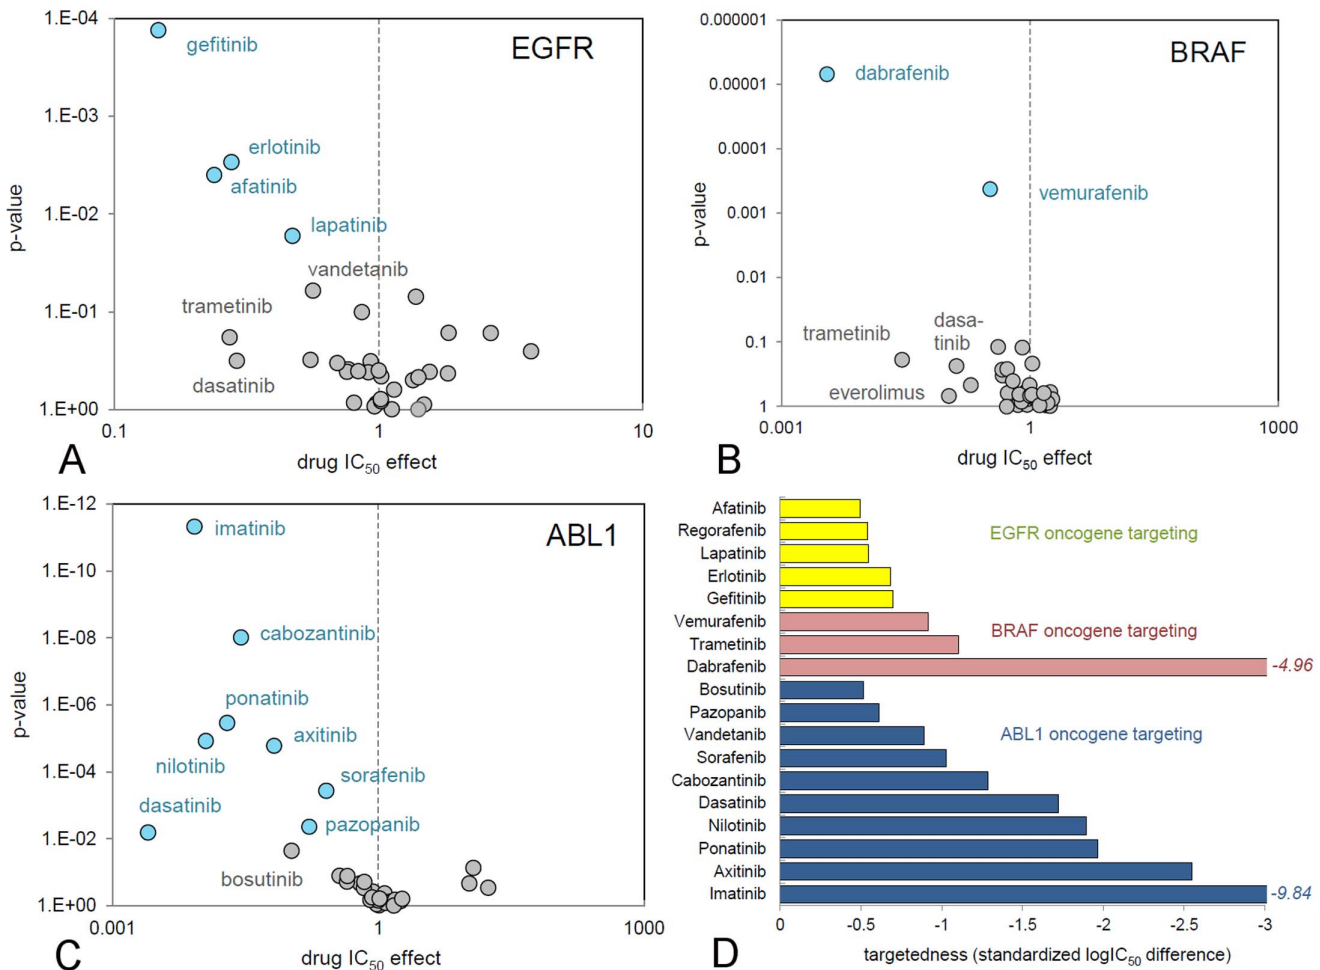 1.E-04
1.E-03
1.E-02
1.E-01
1.E+00
p-value
gefitinib
EGFR
erlotinib
afatinib
lapatinib
vandetanib
trametinib
dasatinib
0.1
1
10
A
drug IC50 effect
0.000001
0.00001
0.0001
0.001
0.01
0.1
1
p-value
BRAF
dabrafenib
vemurafenib
trametinib
dasa-
tinib
everolimus
0.001
1
1000
B
drug IC50 effect
1.E-12
1.E-10
1.E-08
1.E-06
1.E-04
1.E-02
1.E+00
p-value
imatinib
ABL1
cabozantinib
ponatinib
axitinib
nilotinib
sorafenib
dasatinib
pazopanib
bosutinib
0.001
1
1000
C
drug IC50 effect
Afatinib
Regorafenib
Lapatinib
Erlotinib
Gefitinib
Vemurafenib
Trametinib
Dabrafenib
Bosutinib
Pazopanib
Vandetanib
Sorafenib
Cabozantinib
Dasatinib
Nilotinib
Ponatinib
Axitinib
Imatinib
EGFR oncogene targeting
BRAF oncogene targeting
-4.96
ABL1 oncogene targeting
-9.84
0
-0.5
-1
-1.5
-2
-2.5
-3
D
targetedness (standardized logIC50 difference)